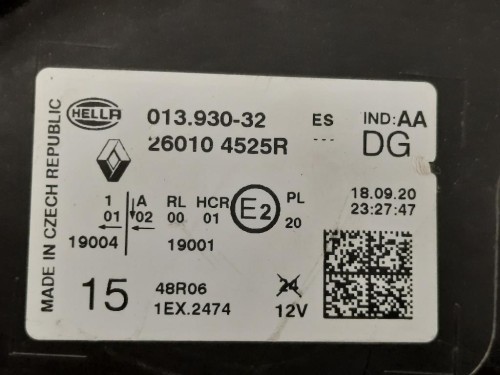 MADE IN CZECH REPUBLIC
HELLA 013.930-32 ES IND:AA
26010 4525R --- DG
1 A RL HCR E2 PL 18.09.20
01 02 00 01 20 23:27:47
19004 19001
15 48R06 24
1EX.2474 12V